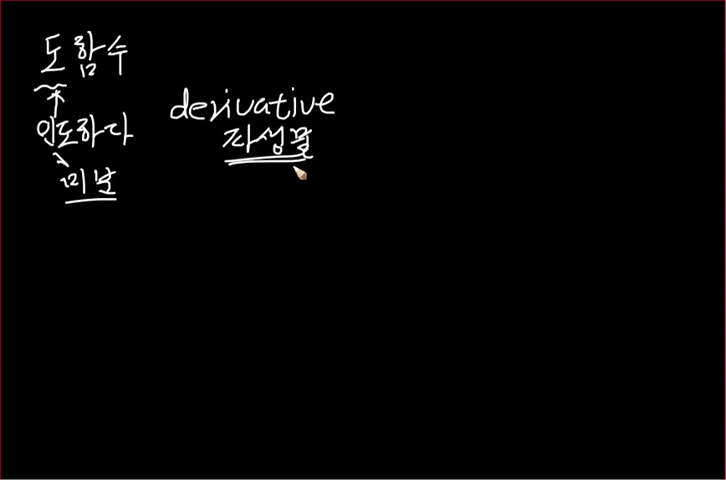 도함수
인도하다
미분
derivative
파생물